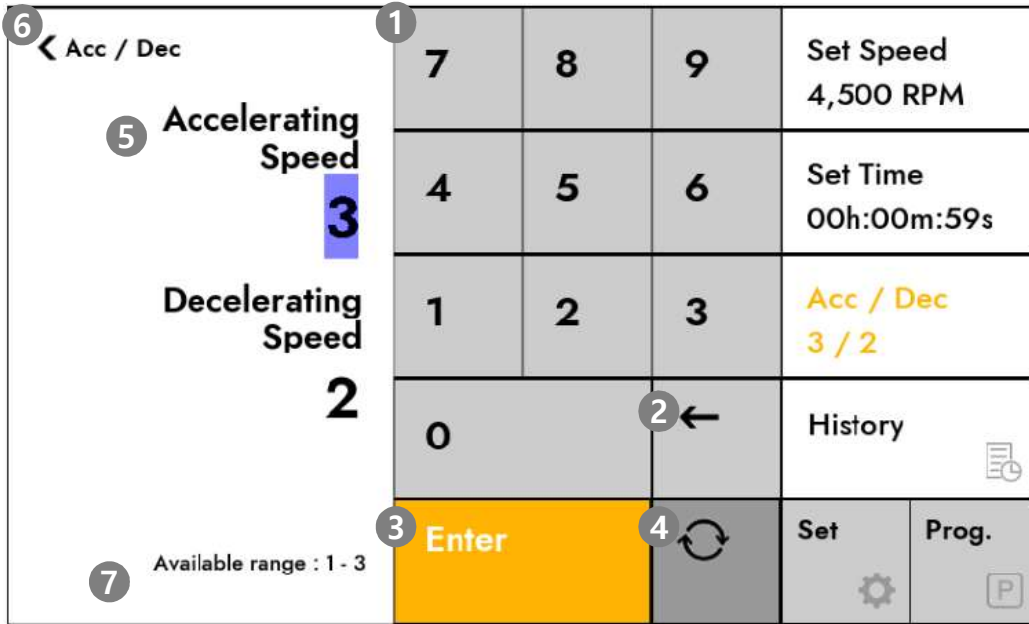 6
Acc / Dec
5
Accelerating
Speed
3
Decelerating
Speed
2
7
Available range : 1 - 3
1
7 8 9
4 5 6
1 2 3
0
2
←
3
Enter
4
Set Speed
4,500 RPM
Set Time
00h:00m:59s
Acc / Dec
3 / 2
History
Set
Prog.
P